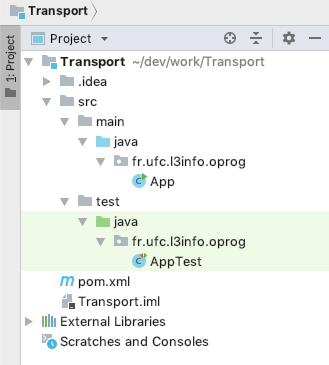 Transport
1: Project
Project
Transport ~/dev/work/Transport
.idea
src
main
java
fr.ufc.l3info.oprog
App
test
java
fr.ufc.l3info.oprog
AppTest
pom.xml
Transport.iml
External Libraries
Scratches and Consoles